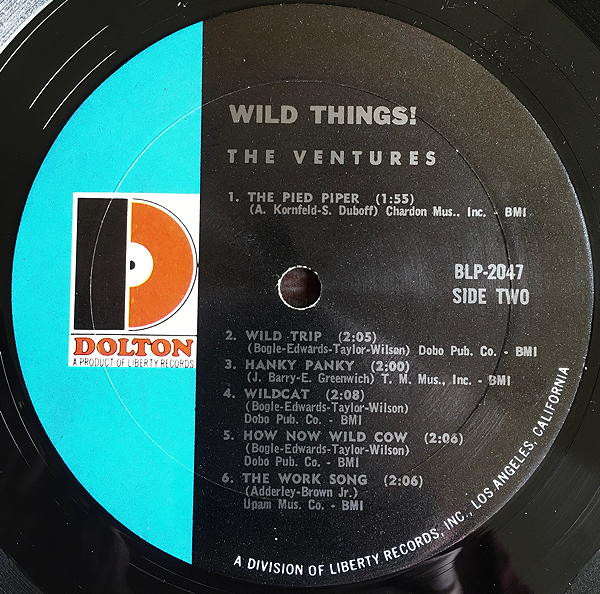 WILD THINGS!
THE VENTURES
1. THE PIED PIPER (1:55)
(A. Kornfeld-S. Duboff) Chardon Mus., Inc. - BMI
BLP-2047
SIDE TWO
DOLTON
A PRODUCT OF LIBERTY RECORDS
2. WILD TRIP (2:05)
(Bogle-Edwards-Taylor-Wilson) Dobo Pub. Co. - BMI
3. HANKY PANKY (2:00)
(J. Barry-E. Greenwich) T. M. Mus., Inc. - BMI
4. WILDCAT (2:08)
(Bogle-Edwards-Taylor-Wilson)
Dobo Pub. Co. - BMI
5. HOW NOW WILD COW (2:06)
(Bogle-Edwards-Taylor-Wilson)
Dobo Pub. Co. - BMI
6. THE WORK SONG (2:06)
(Adderley-Brown Jr.)
Upam Mus. Co. - BMI
A DIVISION OF LIBERTY RECORDS, INC., LOS ANGELES, CALIFORNIA